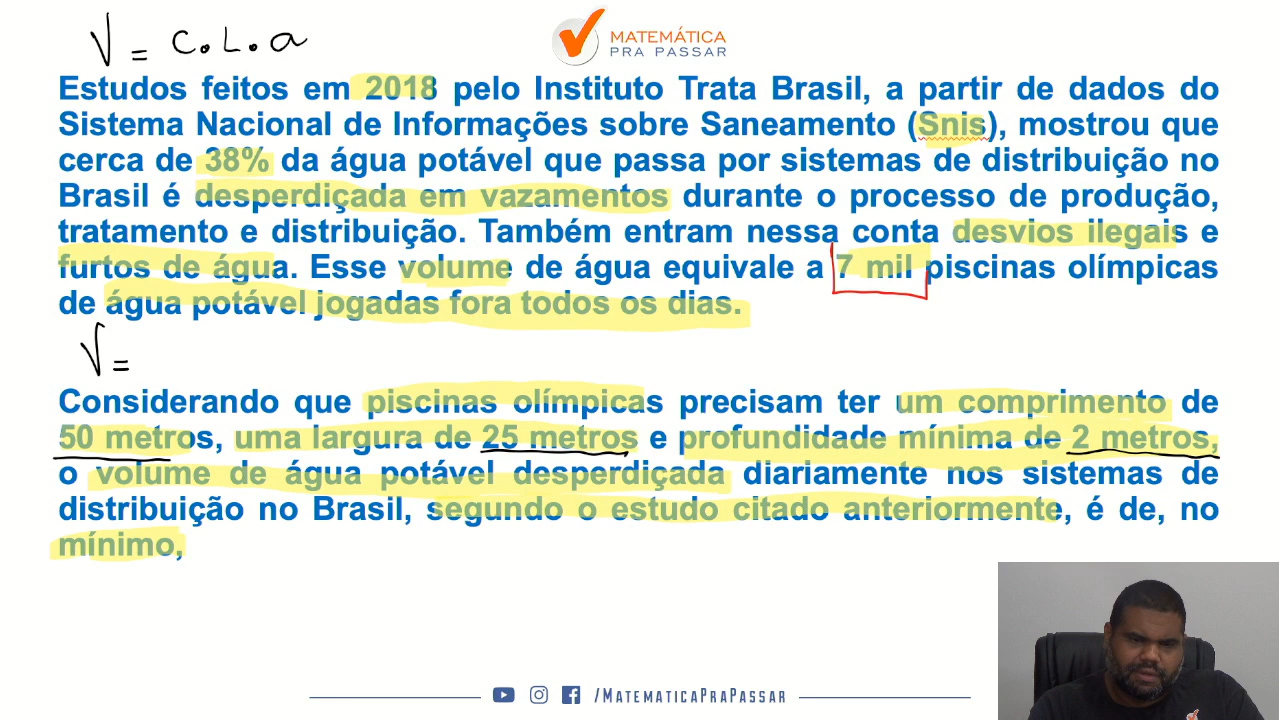 V = C.L.a
MATEMÁTICA
PRA PASSAR
Estudos feitos em 2018 pelo Instituto Trata Brasil, a partir de dados do
Sistema Nacional de Informações sobre Saneamento (Snis), mostrou que
cerca de 38% da água potável que passa por sistemas de distribuição no
Brasil é desperdiçada em vazamentos durante o processo de produção,
tratamento e distribuição. Também entram nessa conta desvios ilegais e
furtos de água. Esse volume de água equivale a 7 mil piscinas olímpicas
de água potável jogadas fora todos os dias.
V =
Considerando que piscinas olímpicas precisam ter um comprimento de
50 metros, uma largura de 25 metros e profundidade mínima de 2 metros,
o volume de água potável desperdiçada diariamente nos sistemas de
distribuição no Brasil, segundo o estudo citado anteriormente, é de, no
mínimo,
/MATEMATICAPRAPASSAR